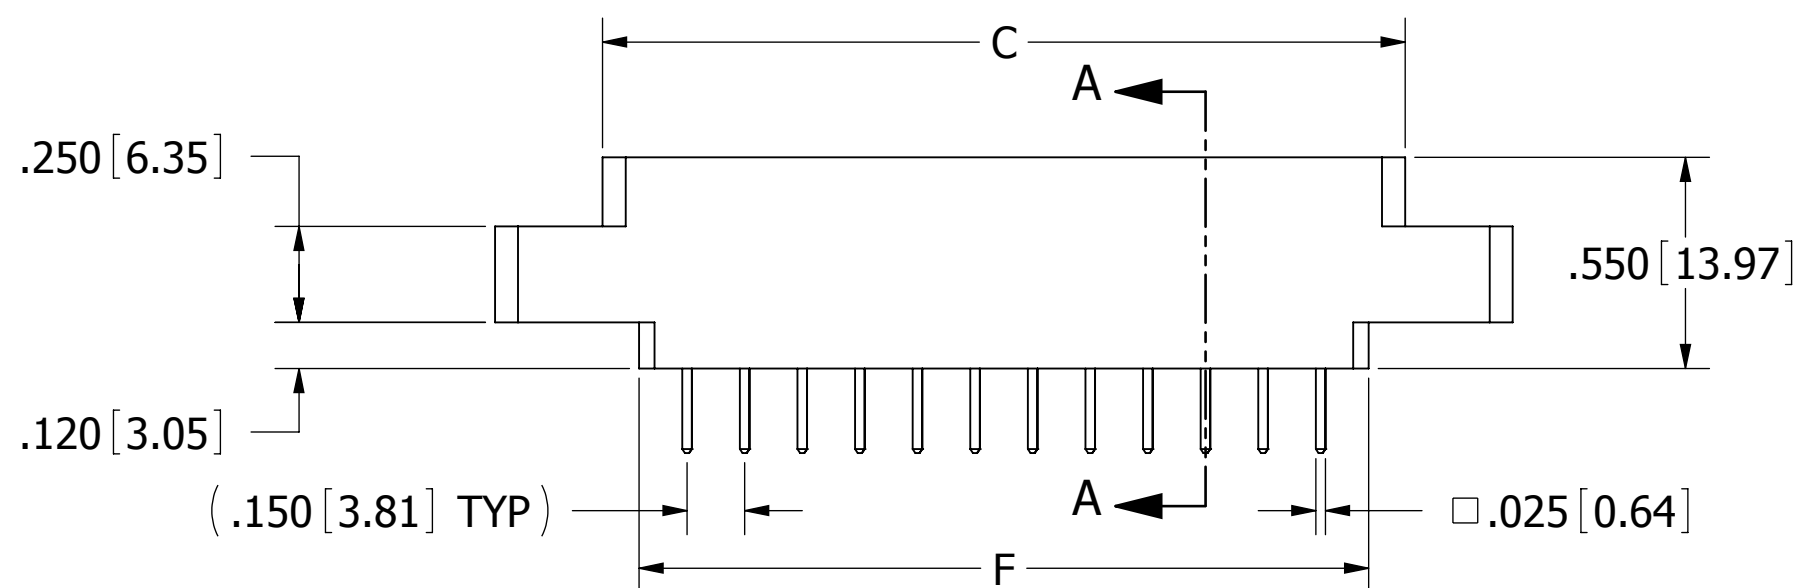 C
A
.250[6.35]
.550[13.97]
.120[3.05]
(.150[3.81] TYP)
A
□.025[0.64]
F